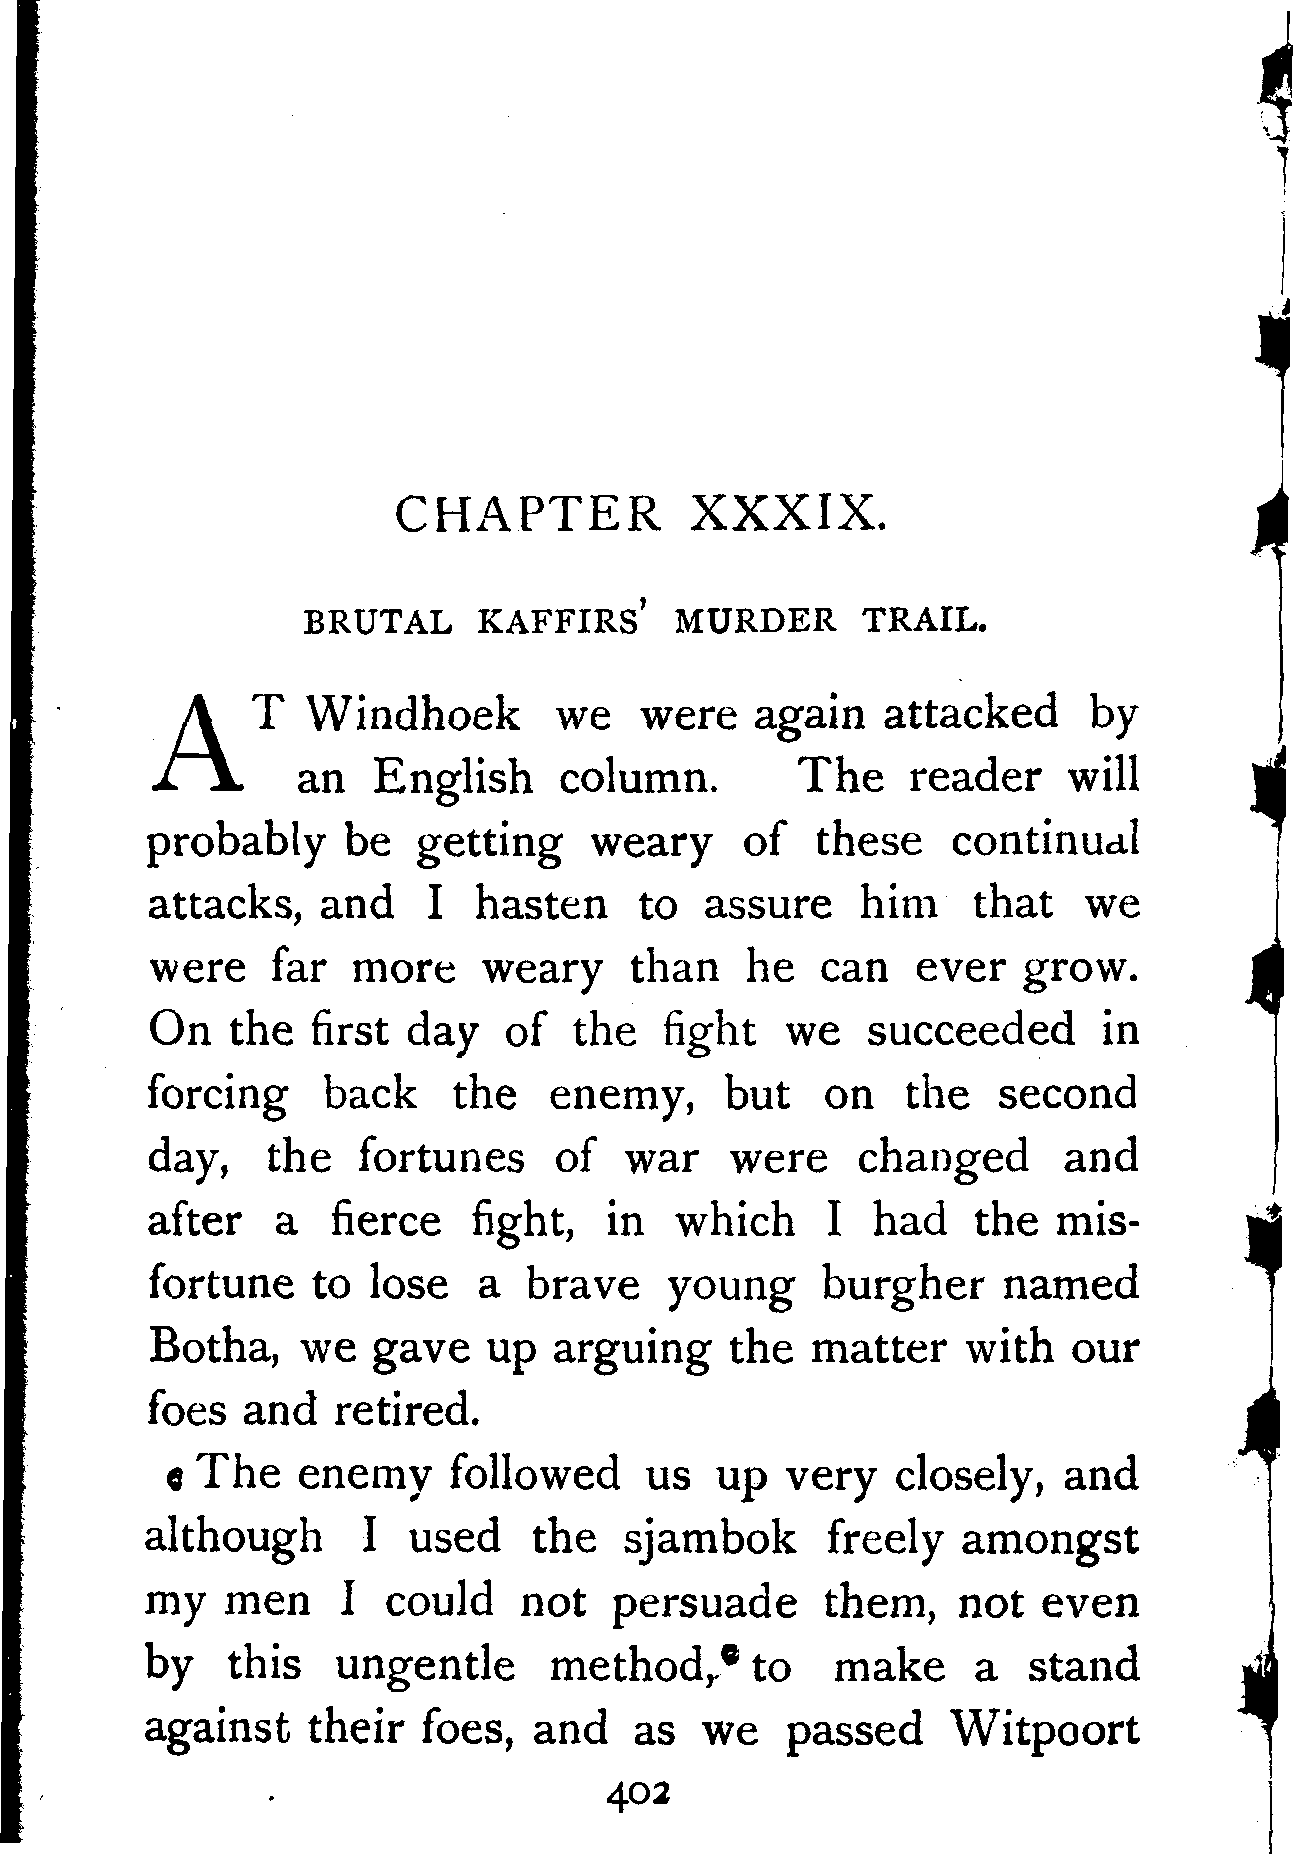 CHAPTER XXXIX.
BRUTAL KAFFIRS' MURDER TRAIL.
AT Windhoek we were again attacked by
an English column. The reader will
probably be getting weary of these continual
attacks, and I hasten to assure him that we
were far more weary than he can ever grow.
On the first day of the fight we succeeded in
forcing back the enemy, but on the second
day, the fortunes of war were changed and
after a fierce fight, in which I had the mis-
fortune to lose a brave young burgher named
Botha, we gave up arguing the matter with our
foes and retired.
The enemy followed us up very closely, and
although I used the sjambok freely amongst
my men I could not persuade them, not even
by this ungentle method, to make a stand
against their foes, and as we passed Witpoort
402